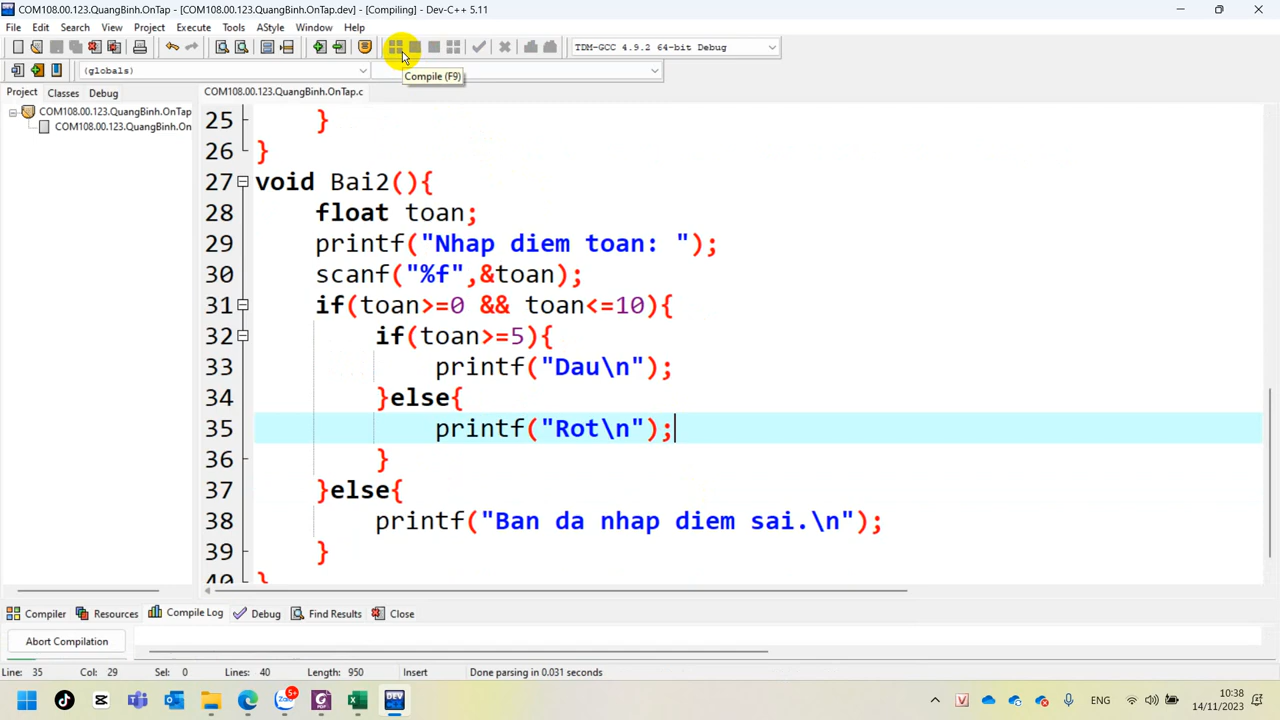 COM108.00.123.QuangBinh.OnTap - [COM108.00.123.QuangBinh.OnTap.dev] - [Compiling] - Dev-C++ 5.11
File Edit Search View Project Execute Tools AStyle Window Help
TDM-GCC 4.9.2 64-bit Debug
(globals)
Compile (F9)
Project Classes Debug
COM108.00.123.QuangBinh.OnTap.c
COM108.00.123.QuangBinh.OnTap
COM108.00.123.QuangBinh.On
25 }
26 }
27 void Bai2(){
28 float toan;
29 printf("Nhap diem toan: ");
30 scanf("%f",&toan);
31 if(toan>=0 && toan<=10){
32 if(toan>=5){
33 printf("Dau\n");
34 }else{
35 printf("Rot\n");
36 }
37 }else{
38 printf("Ban da nhap diem sai.\n");
39 }
40 }
Compiler Resources Compile Log Debug Find Results Close
Abort Compilation
Line: 35 Col: 29 Sel: 0 Lines: 40 Length: 950 Insert Done parsing in 0.031 seconds
5+
ENG
10:38
14/11/2023